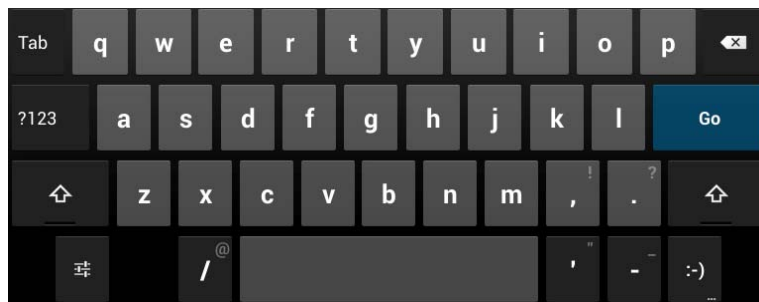 Tab q w e r t y u i o p
?123 a s d f g h j k l Go
z x c v b n m , ! . ?
/ @ ' " - _ :-) ...